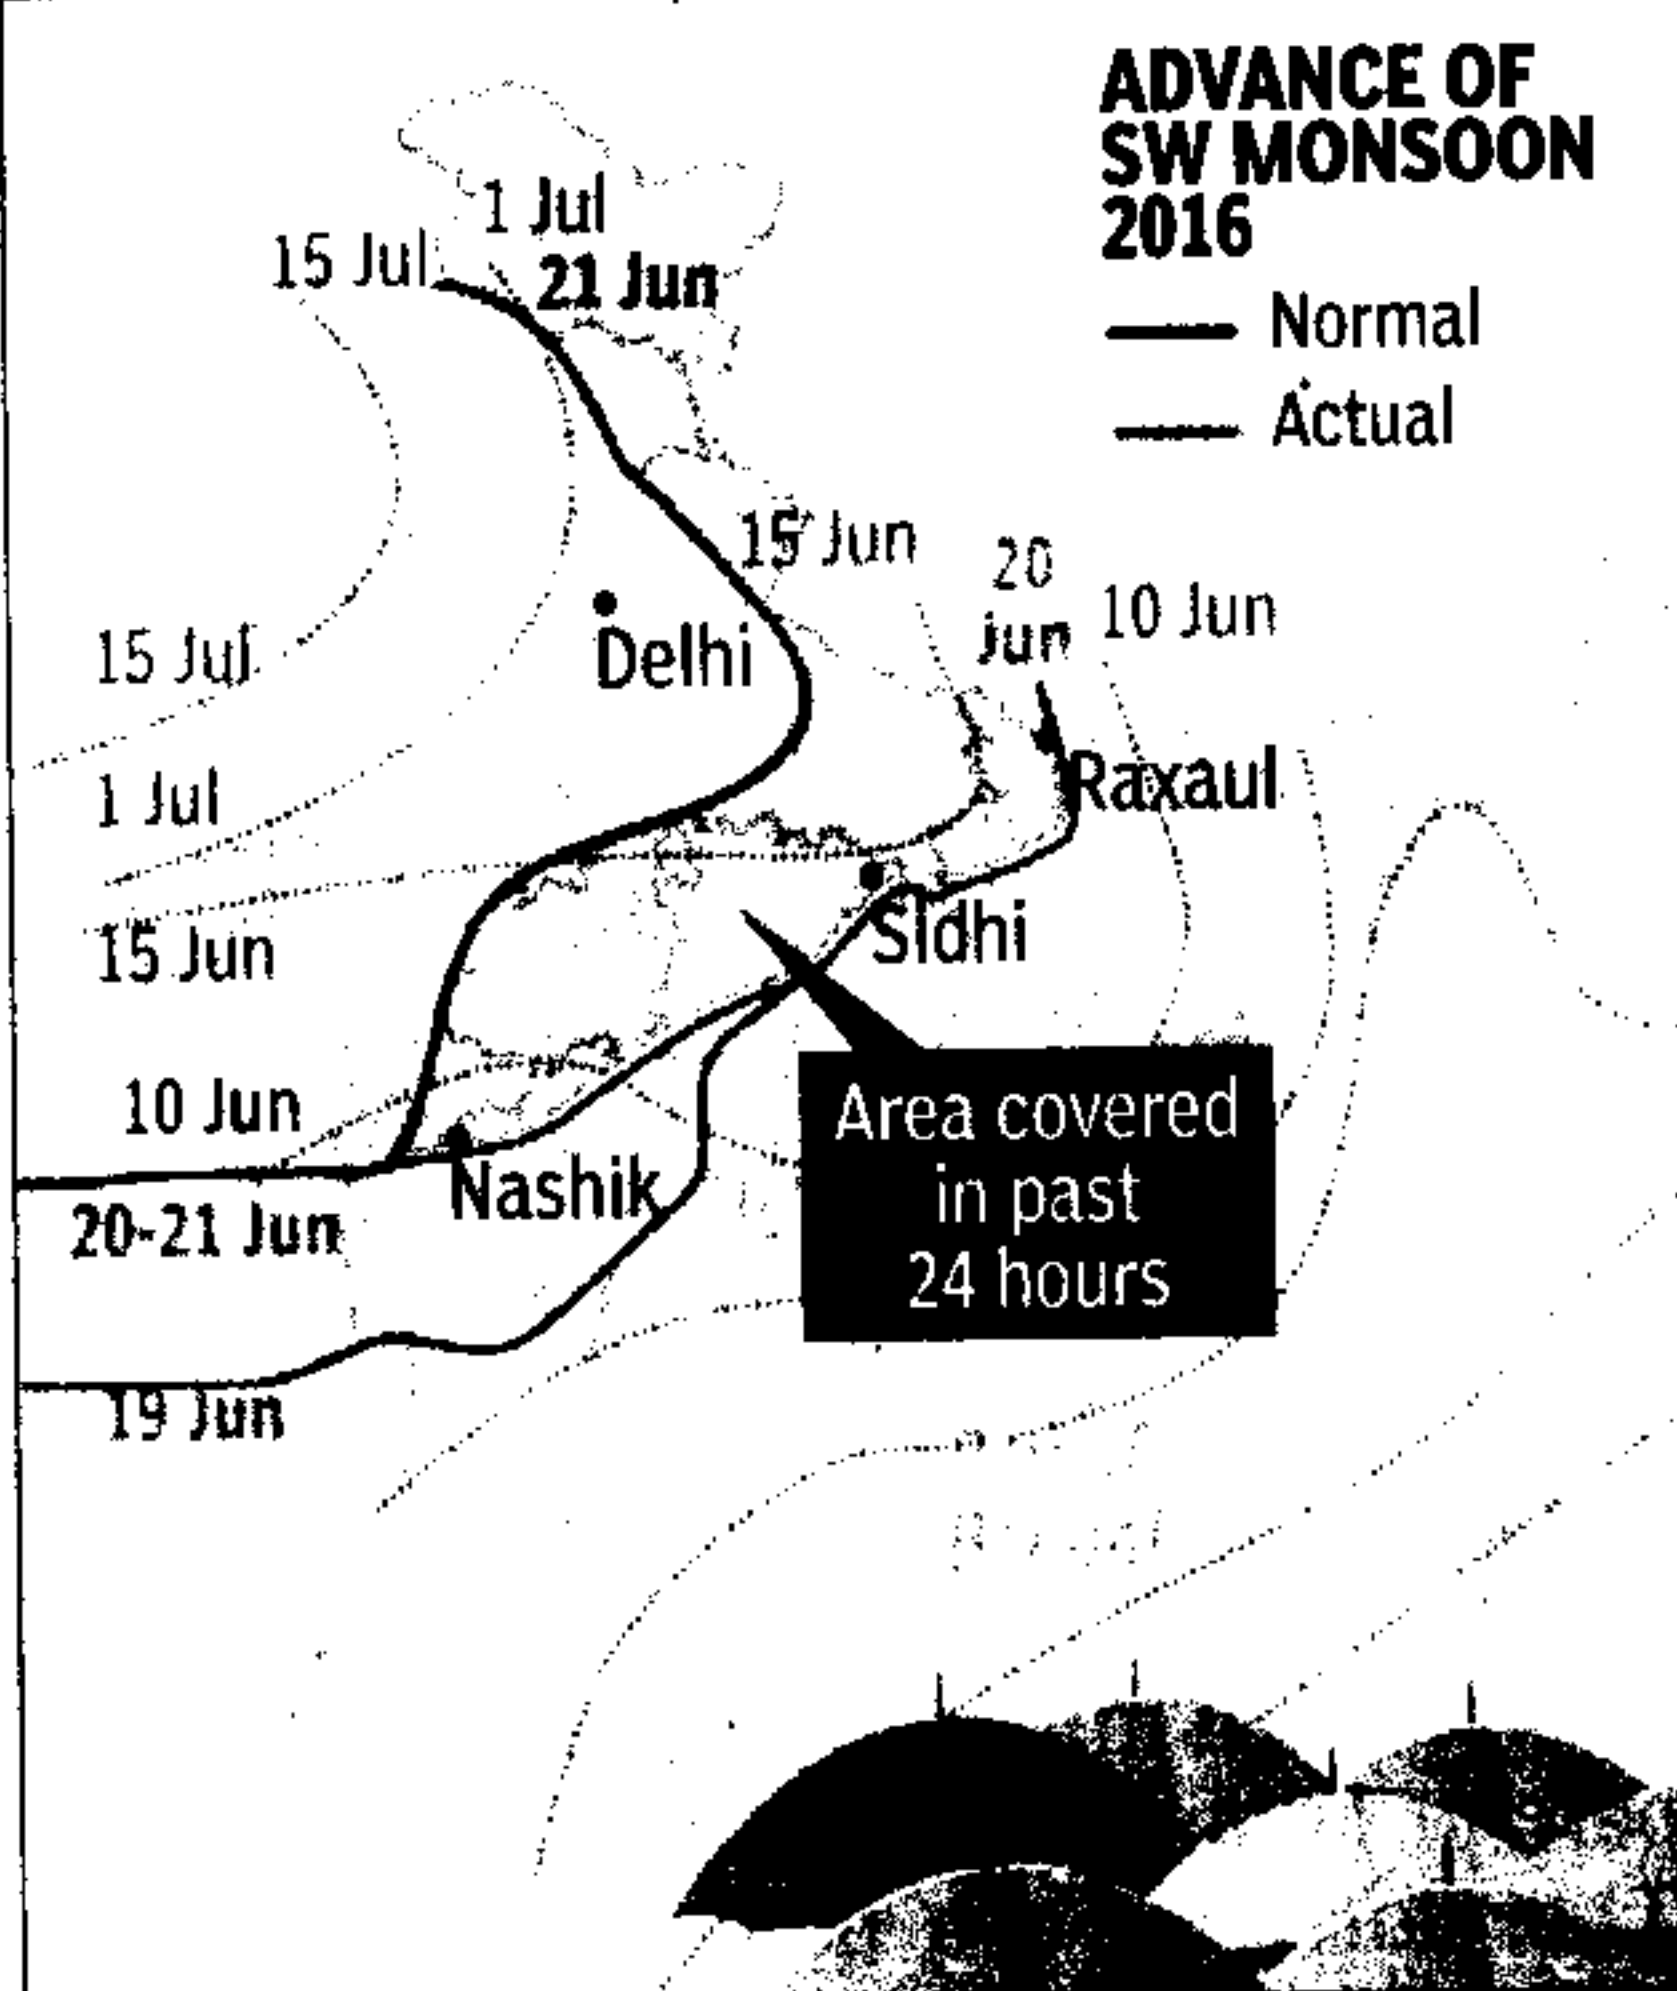 ADVANCE OF
SW MONSOON
2016
Normal
Actual
1 Jul
15 Jul
21 Jun
15 Jun
20
Jun
10 Jun
Delhi
15 Jul
Raxaul
1 Jul
Sidhi
15 Jun
Area covered
in past
24 hours
10 Jun
Nashik
20-21 Jun
19 Jun